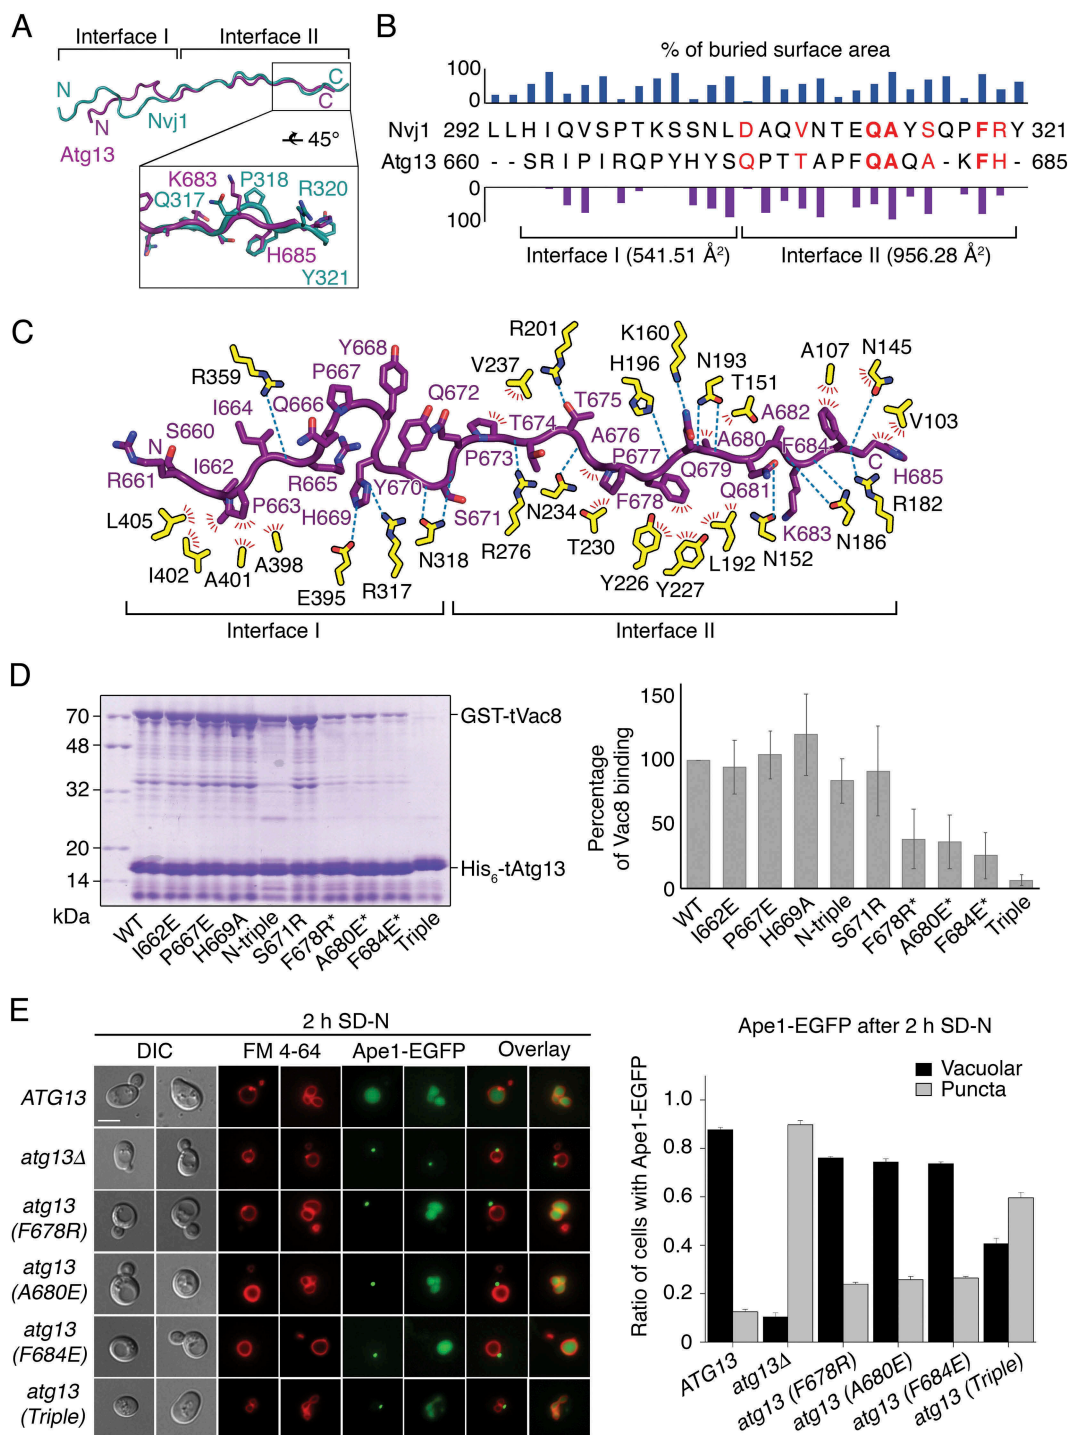 A
Interface I
Interface II
N
N
Nvj1
Atg13
C
C
45°
K683
P318
Q317
R320
H685
Y321
B
% of buried surface area
100
0
Nvj1 292 LLHIQVSPTKSSNLDAQVNTEQAYSQPFRY 321
Atg13 660 - - SRIPIRQPYHYSQPTTAPFQAQA - KFH - 685
0
100
Interface I (541.51 Å²)
Interface II (956.28 Å²)
C
R359
Y668
P667
I664
Q666
S660
N
R661
I662
P663
R665
H669
Y670
Q672
S671
P673
T674
T675
A676
P677
F678
Q679
A680
Q681
A682
K683
F684
C
H685
V237
R201
K160
H196
N193
T151
A107
N145
V103
L405
I402
A401
A398
E395
R317
N318
R276
N234
T230
Y226
Y227
L192
N152
N186
R182
Interface I
Interface II
D
70
48
32
20
14
kDa
GST-tVac8
His6-tAtg13
WT
I662E
P667E
H669A
N-triple
S671R
F678R*
A680E*
F684E*
Triple
Percentage
of Vac8 binding
150
100
50
0
WT
I662E
P667E
H669A
N-triple
S671R
F678R*
A680E*
F684E*
Triple
E
2 h SD-N
DIC
FM 4-64
Ape1-EGFP
Overlay
ATG13
atg13Δ
atg13
(F678R)
atg13
(A680E)
atg13
(F684E)
atg13
(Triple)
Ape1-EGFP after 2 h SD-N
Vacuolar
Puncta
Ratio of cells with Ape1-EGFP
1.0
0.8
0.6
0.4
0.2
0
ATG13
atg13Δ
atg13 (F678R)
atg13 (A680E)
atg13 (F684E)
atg13 (Triple)